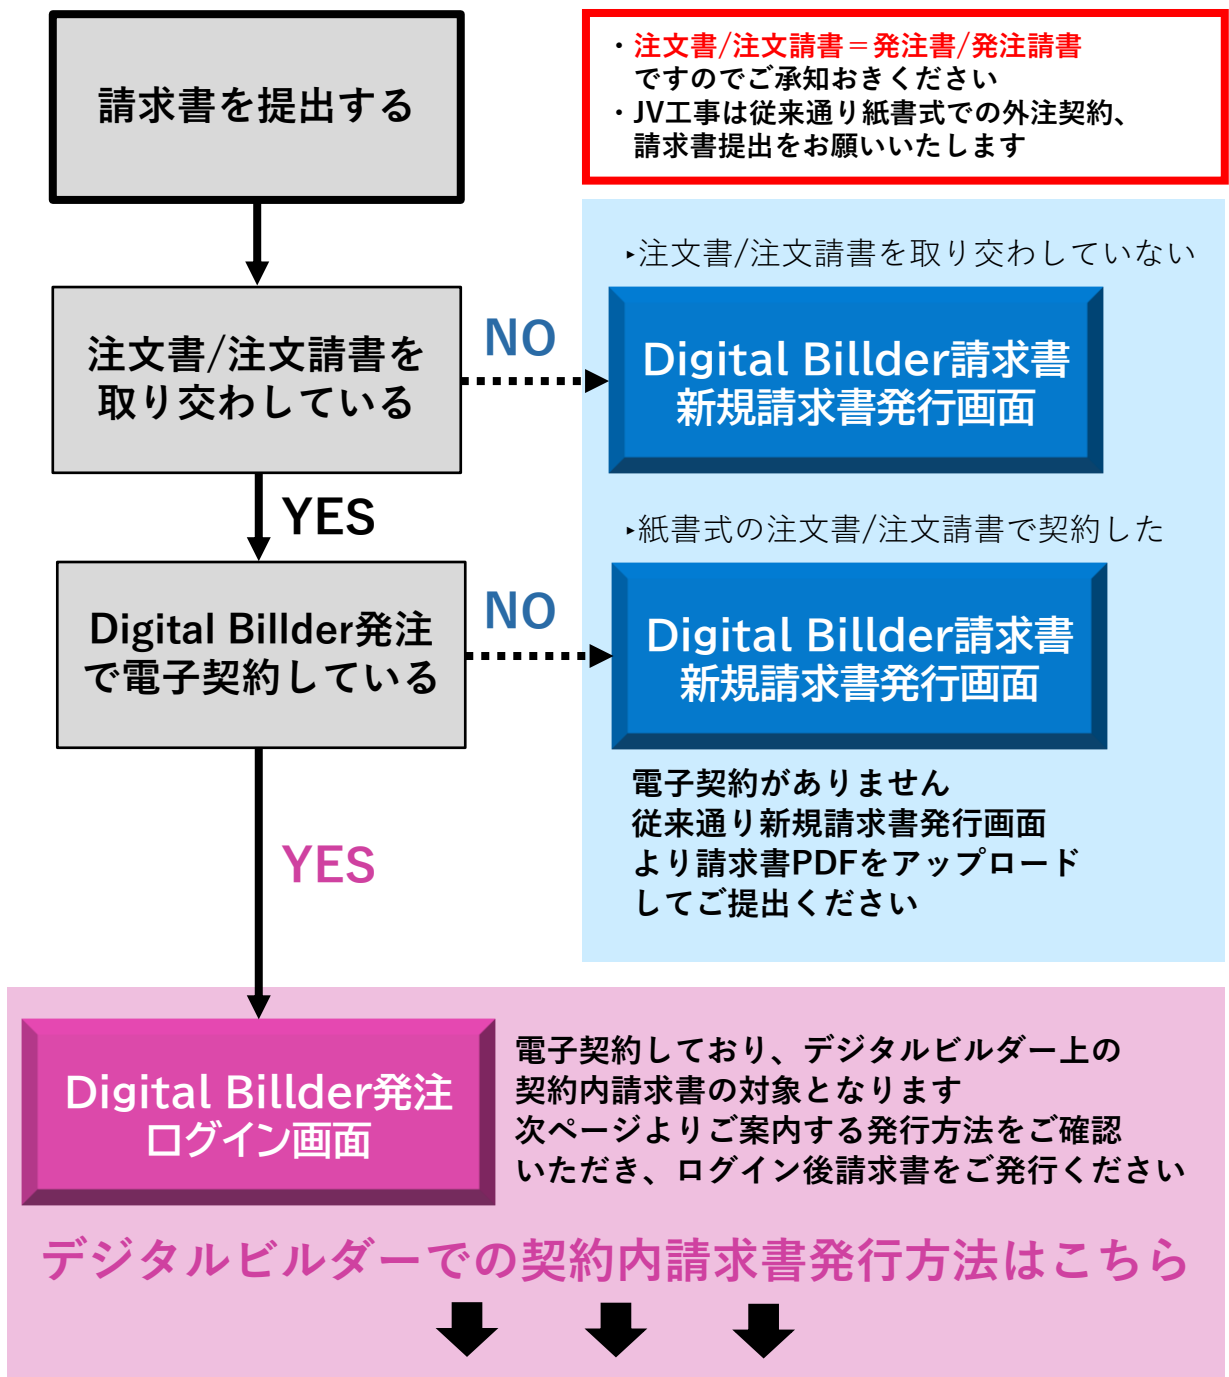 請求書を提出する
・注文書/注文請書＝発注書/発注請書
ですのでご承知おきください
・JV工事は従来通り紙書式での外注契約、
請求書提出をお願いいたします
‣注文書/注文請書を取り交わしていない
注文書/注文請書を
取り交わしている
NO
Digital Billder請求書
新規請求書発行画面
YES
‣紙書式の注文書/注文請書で契約した
Digital Billder発注
で電子契約している
NO
Digital Billder請求書
新規請求書発行画面
電子契約がありません
従来通り新規請求書発行画面
より請求書PDFをアップロード
してご提出ください
YES
Digital Billder発注
ログイン画面
電子契約しており、デジタルビルダー上の
契約内請求書の対象となります
次ページよりご案内する発行方法をご確認
いただき、ログイン後請求書をご発行ください
デジタルビルダーでの契約内請求書発行方法はこちら